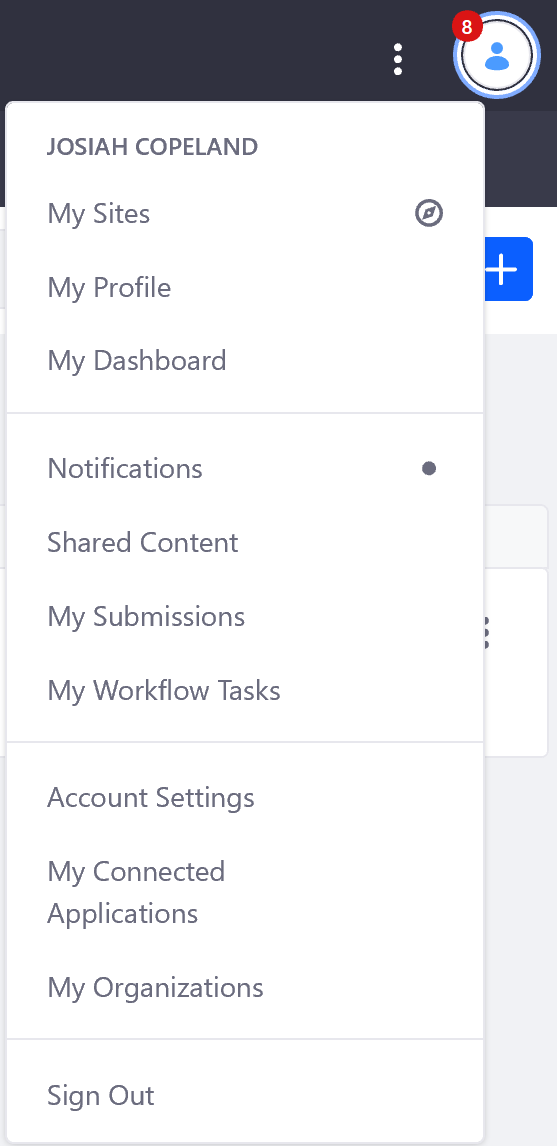 8
JOSIAH COPELAND
My Sites
My Profile
My Dashboard
Notifications
Shared Content
My Submissions
My Workflow Tasks
Account Settings
My Connected
Applications
My Organizations
Sign Out